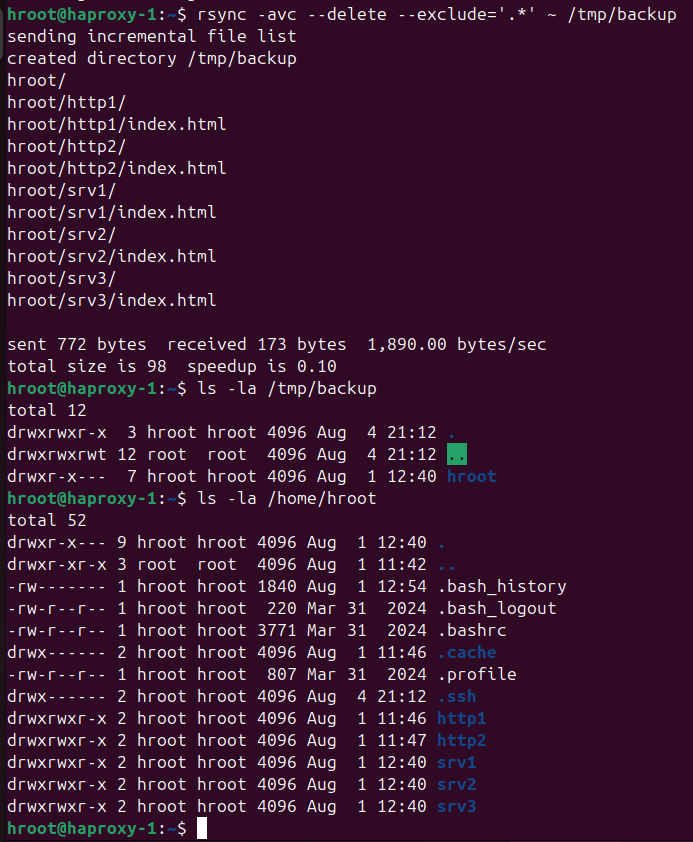 hroot@haproxy-1:~$ rsync -avc --delete --exclude='.*' ~ /tmp/backup
sending incremental file list
created directory /tmp/backup
hroot/
hroot/http1/
hroot/http1/index.html
hroot/http2/
hroot/http2/index.html
hroot/srv1/
hroot/srv1/index.html
hroot/srv2/
hroot/srv2/index.html
hroot/srv3/
hroot/srv3/index.html

sent 772 bytes  received 173 bytes  1,890.00 bytes/sec
total size is 98  speedup is 0.10
hroot@haproxy-1:~$ ls -la /tmp/backup
total 12
drwxrwxr-x  3 hroot hroot 4096 Aug  4 21:12 .
drwxrwxrwt 12 root  root  4096 Aug  4 21:12 ..
drwxr-x---  7 hroot hroot 4096 Aug  1 12:40 hroot
hroot@haproxy-1:~$ ls -la /home/hroot
total 52
drwxr-x--- 9 hroot hroot 4096 Aug  1 12:40 .
drwxr-xr-x 3 root  root  4096 Aug  1 11:42 ..
-rw------- 1 hroot hroot 1840 Aug  1 12:54 .bash_history
-rw-r--r-- 1 hroot hroot  220 Mar 31  2024 .bash_logout
-rw-r--r-- 1 hroot hroot 3771 Mar 31  2024 .bashrc
drwx------ 2 hroot hroot 4096 Aug  1 11:46 .cache
-rw-r--r-- 1 hroot hroot  807 Mar 31  2024 .profile
drwx------ 2 hroot hroot 4096 Aug  4 21:12 .ssh
drwxrwxr-x 2 hroot hroot 4096 Aug  1 11:46 http1
drwxrwxr-x 2 hroot hroot 4096 Aug  1 11:47 http2
drwxrwxr-x 2 hroot hroot 4096 Aug  1 12:40 srv1
drwxrwxr-x 2 hroot hroot 4096 Aug  1 12:40 srv2
drwxrwxr-x 2 hroot hroot 4096 Aug  1 12:40 srv3
hroot@haproxy-1:~$